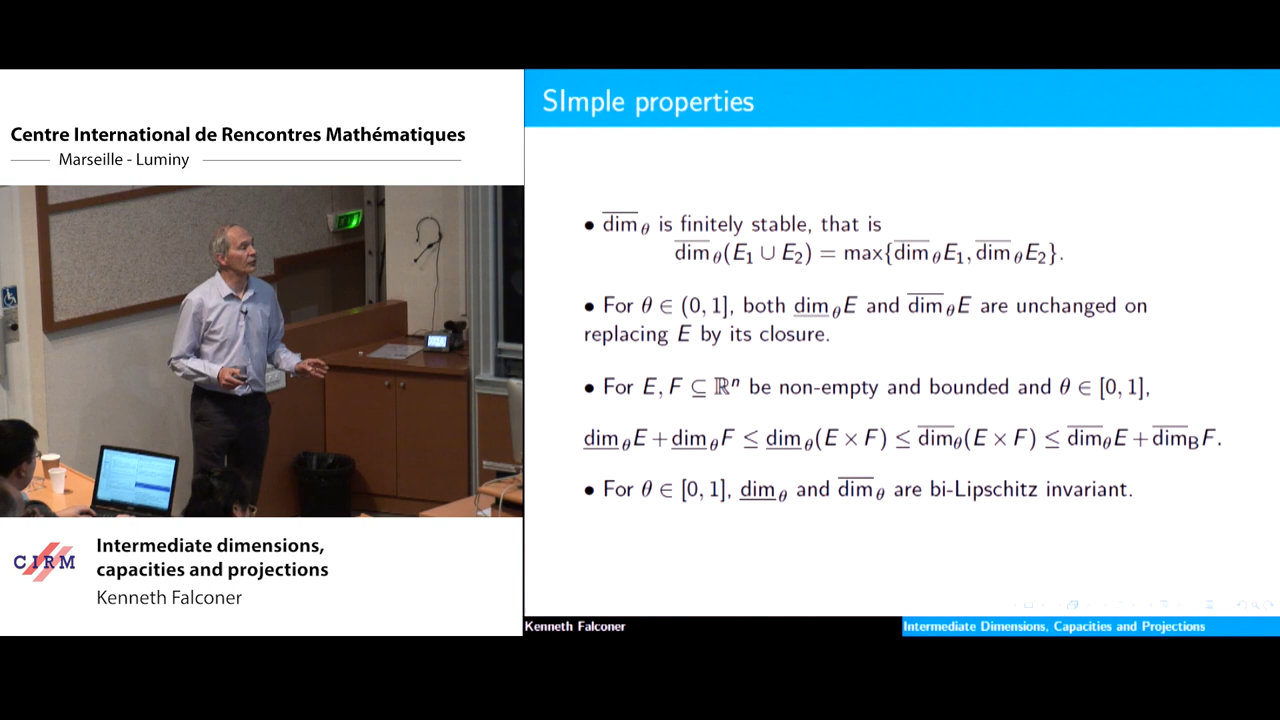 Centre International de Rencontres Mathématiques
Marseille - Luminy
CIRM
Intermediate dimensions,
capacities and projections
Kenneth Falconer
SImple properties
• $\overline{\dim}_\theta$ is finitely stable, that is
$\overline{\dim}_\theta(E_1 \cup E_2) = \max\{\overline{\dim}_\theta E_1, \overline{\dim}_\theta E_2\}.$
• For $\theta \in (0, 1]$, both $\underline{\dim}_\theta E$ and $\overline{\dim}_\theta E$ are unchanged on
replacing $E$ by its closure.
• For $E, F \subseteq \mathbb{R}^n$ be non-empty and bounded and $\theta \in [0, 1]$,
$\underline{\dim}_\theta E + \underline{\dim}_\theta F \leq \underline{\dim}_\theta(E \times F) \leq \overline{\dim}_\theta(E \times F) \leq \overline{\dim}_\theta E + \overline{\dim}_B F.$
• For $\theta \in [0, 1]$, $\underline{\dim}_\theta$ and $\overline{\dim}_\theta$ are bi-Lipschitz invariant.
Kenneth Falconer
Intermediate Dimensions, Capacities and Projections